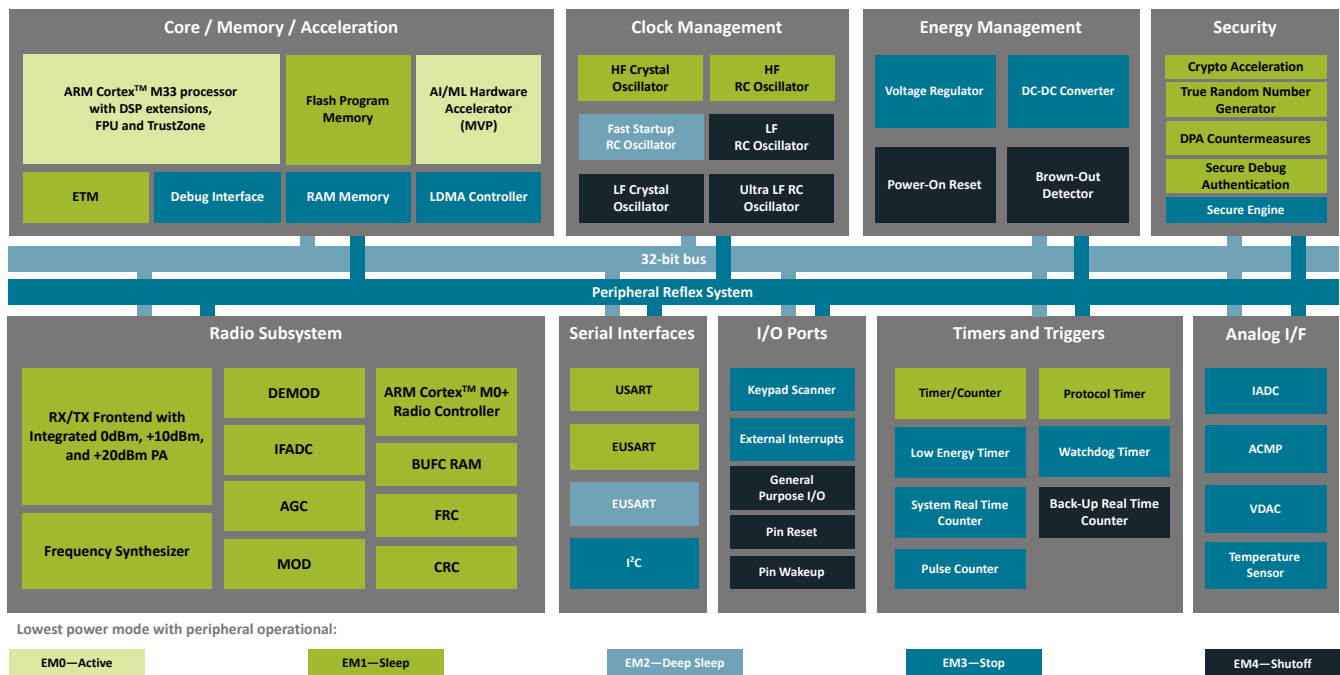 Core / Memory / Acceleration
ARM Cortex™ M33 processor
with DSP extensions,
FPU and TrustZone
Flash Program
Memory
AI/ML Hardware
Accelerator
(MVP)
ETM
Debug Interface
RAM Memory
LDMA Controller
Clock Management
HF Crystal
Oscillator
HF
RC Oscillator
Fast Startup
RC Oscillator
LF
RC Oscillator
LF Crystal
Oscillator
Ultra LF RC
Oscillator
Energy Management
Voltage Regulator
DC-DC Converter
Power-On Reset
Brown-Out
Detector
Security
Crypto Acceleration
True Random Number
Generator
DPA Countermeasures
Secure Debug
Authentication
Secure Engine
32-bit bus
Peripheral Reflex System
Radio Subsystem
RX/TX Frontend with
Integrated 0dBm, +10dBm,
and +20dBm PA
Frequency Synthesizer
DEMOD
IFADC
AGC
MOD
ARM Cortex™ M0+
Radio Controller
BUFC RAM
FRC
CRC
Serial Interfaces
USART
EUSART
EUSART
I²C
I/O Ports
Keypad Scanner
External Interrupts
General
Purpose I/O
Pin Reset
Pin Wakeup
Timers and Triggers
Timer/Counter
Protocol Timer
Low Energy Timer
Watchdog Timer
System Real Time
Counter
Back-Up Real Time
Counter
Pulse Counter
Analog I/F
IADC
ACMP
VDAC
Temperature
Sensor
Lowest power mode with peripheral operational:
EM0—Active
EM1—Sleep
EM2—Deep Sleep
EM3—Stop
EM4—Shutoff